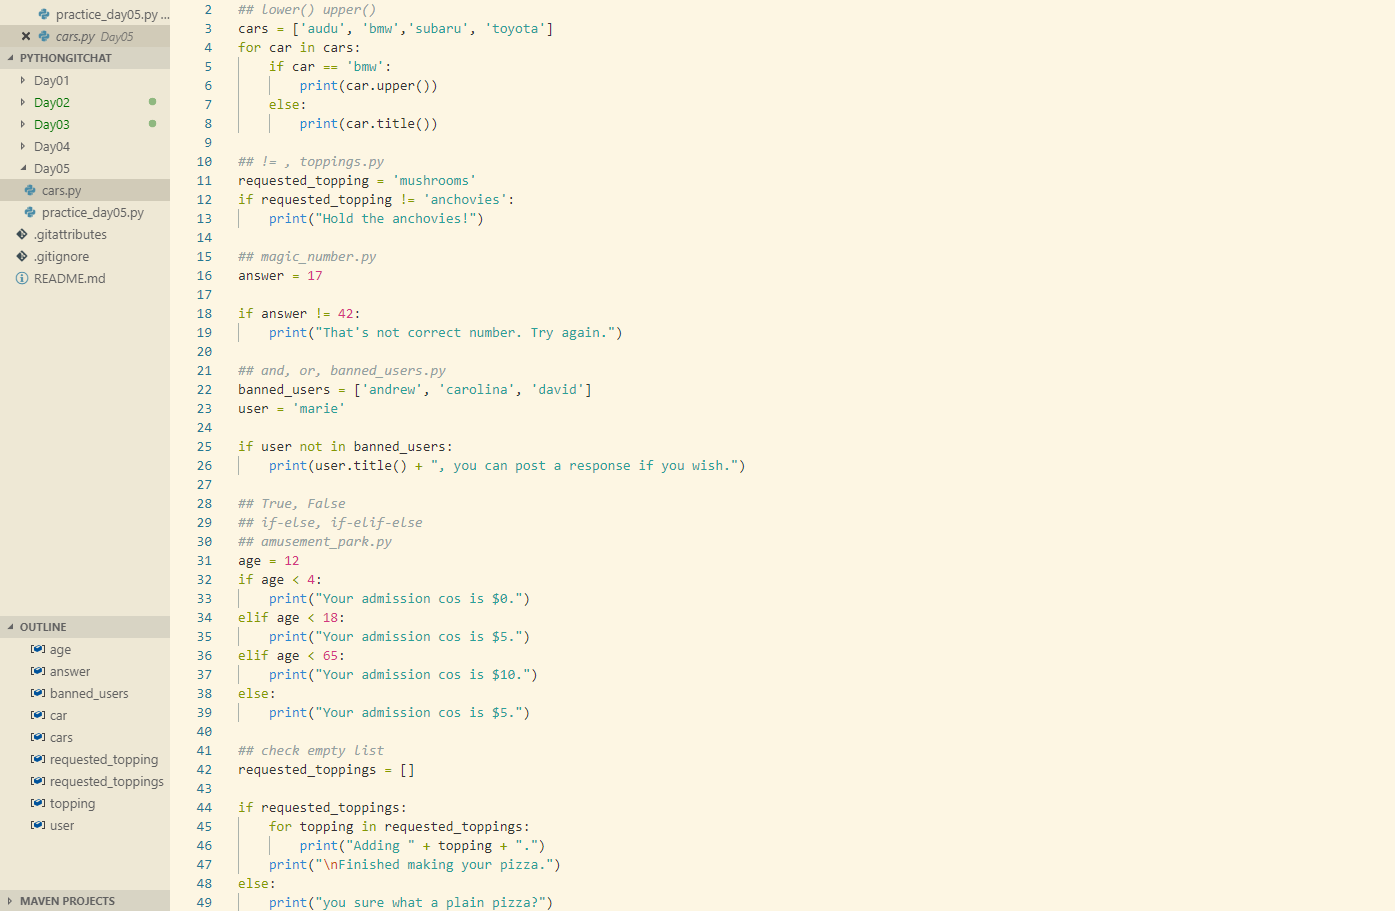 practice_day05.py ...
cars.py Day05
PYTHONGITCHAT
Day01
Day02
Day03
Day04
Day05
cars.py
practice_day05.py
.gitattributes
.gitignore
README.md
OUTLINE
age
answer
banned_users
car
cars
requested_topping
requested_toppings
topping
user
MAVEN PROJECTS
2 ## lower() upper()
3 cars = ['audu', 'bmw','subaru', 'toyota']
4 for car in cars:
5     if car == 'bmw':
6         print(car.upper())
7     else:
8         print(car.title())
9
10 ## != , toppings.py
11 requested_topping = 'mushrooms'
12 if requested_topping != 'anchovies':
13     print("Hold the anchovies!")
14
15 ## magic_number.py
16 answer = 17
17
18 if answer != 42:
19     print("That's not correct number. Try again.")
20
21 ## and, or, banned_users.py
22 banned_users = ['andrew', 'carolina', 'david']
23 user = 'marie'
24
25 if user not in banned_users:
26     print(user.title() + ", you can post a response if you wish.")
27
28 ## True, False
29 ## if-else, if-elif-else
30 ## amusement_park.py
31 age = 12
32 if age < 4:
33     print("Your admission cos is $0.")
34 elif age < 18:
35     print("Your admission cos is $5.")
36 elif age < 65:
37     print("Your admission cos is $10.")
38 else:
39     print("Your admission cos is $5.")
40
41 ## check empty list
42 requested_toppings = []
43
44 if requested_toppings:
45     for topping in requested_toppings:
46         print("Adding " + topping + ".")
47     print("\nFinished making your pizza.")
48 else:
49     print("you sure what a plain pizza?")